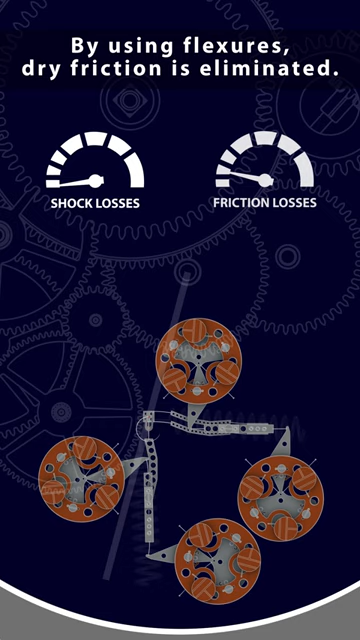 By using flexures,
dry friction is eliminated.
SHOCK LOSSES
FRICTION LOSSES